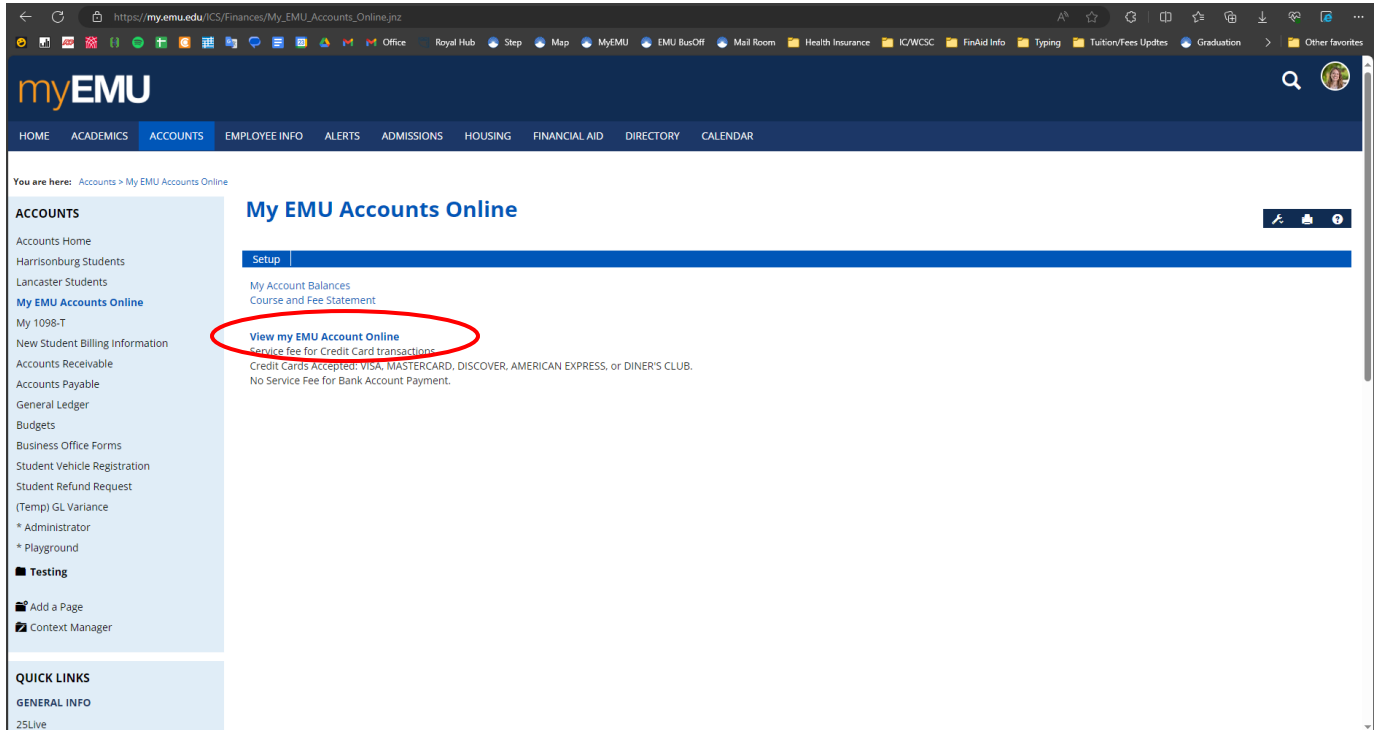 https://my.emu.edu/ICS/Finances/My_EMU_Accounts_Online.jnz
Office Royal Hub Step Map MyEMU EMU BusOff Mail Room Health Insurance IC/WCSC FinAid Info Typing Tuition/Fees Updtes Graduation Other favorites
myEMU
HOME ACADEMICS ACCOUNTS EMPLOYEE INFO ALERTS ADMISSIONS HOUSING FINANCIAL AID DIRECTORY CALENDAR
You are here: Accounts > My EMU Accounts Online
ACCOUNTS
Accounts Home
Harrisonburg Students
Lancaster Students
My EMU Accounts Online
My 1098-T
New Student Billing Information
Accounts Receivable
Accounts Payable
General Ledger
Budgets
Business Office Forms
Student Vehicle Registration
Student Refund Request
(Temp) GL Variance
* Administrator
* Playground
Testing
Add a Page
Context Manager
QUICK LINKS
GENERAL INFO
25Live
My EMU Accounts Online
Setup
My Account Balances
Course and Fee Statement
View my EMU Account Online
Service fee for Credit Card transactions
Credit Cards Accepted: VISA, MASTERCARD, DISCOVER, AMERICAN EXPRESS, or DINER'S CLUB.
No Service Fee for Bank Account Payment.